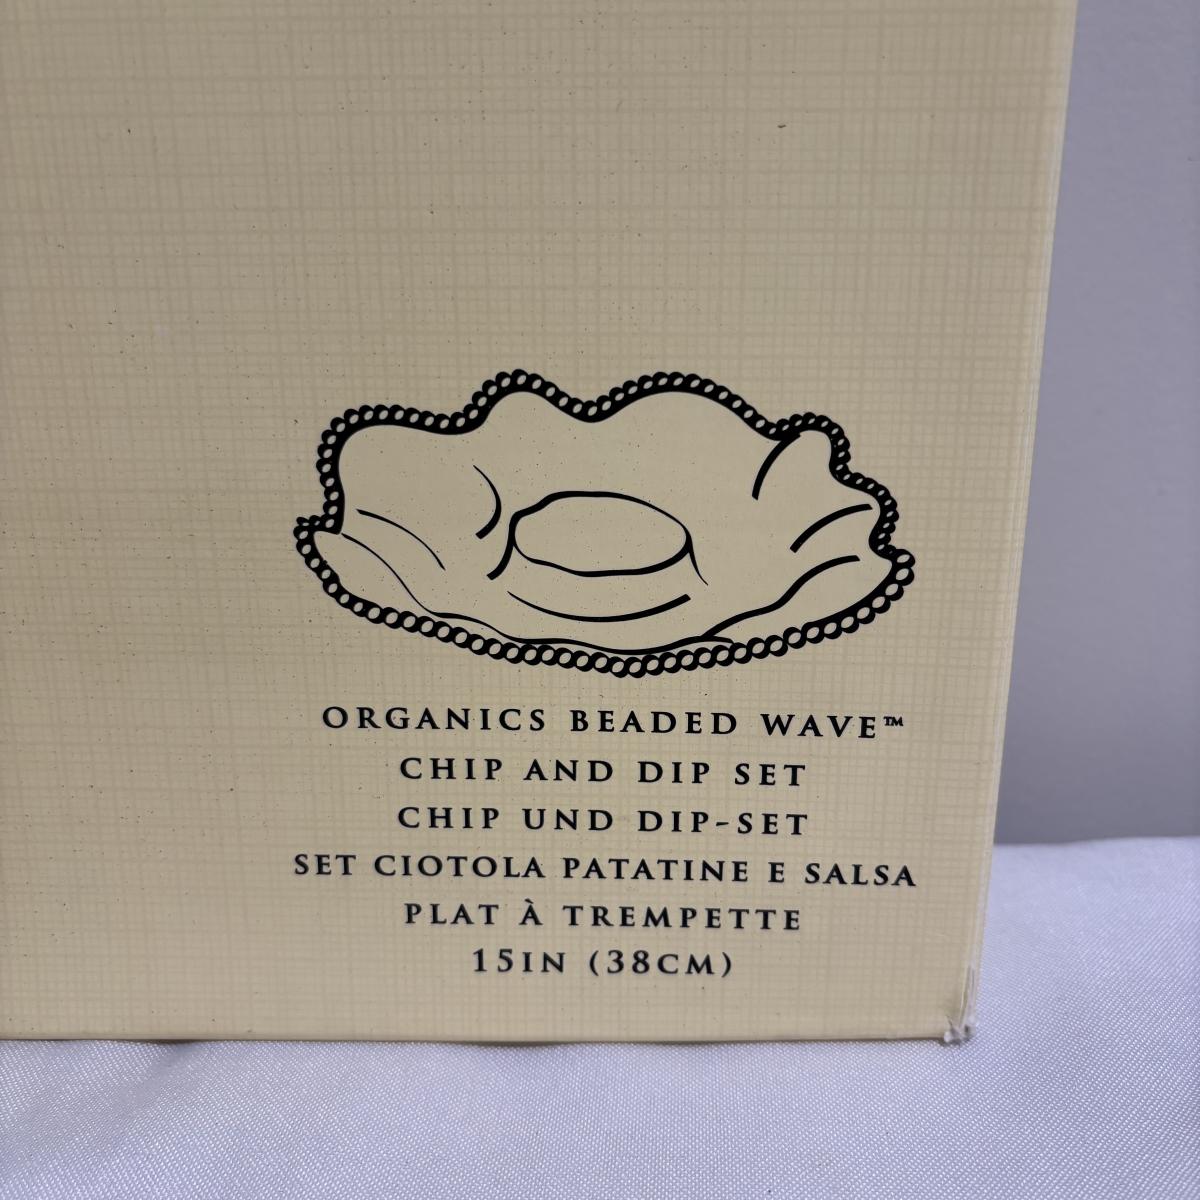 ORGANICS BEADED WAVE™
CHIP AND DIP SET
CHIP UND DIP-SET
SET CIOTOLA PATATINE E SALSA
PLAT À TREMPETTE
15IN (38CM)